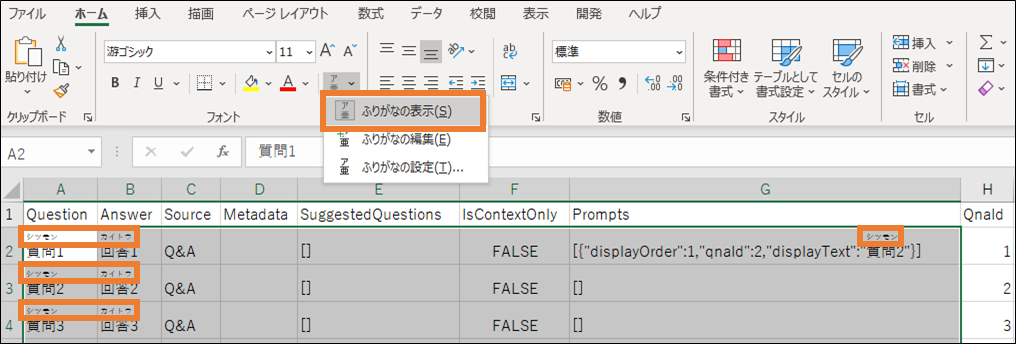 ファイル ホーム 挿入 描画 ページ レイアウト 数式 データ 校閲 表示 開発 ヘルプ
游ゴシック 11 A^ Aˇ ab 標準 挿入 Σ
貼り付け B I U A ア亜 % 9 条件付き書式 テーブルとして書式設定 セルのスタイル 削除
書式
クリップボード フォント 数値 スタイル セル
ふりがなの表示(S)
ふりがなの編集(E)
ふりがなの設定(T)...
A2 fx 質問1
A B C D E F G H
1 Question Answer Source Metadata SuggestedQuestions IsContextOnly Prompts QnaId
シツモン カイトウ シツモン
2 質問1 回答1 Q&A [] FALSE [{"displayOrder":1,"qnaId":2,"displayText":"質問2"}] 1
シツモン カイトウ
3 質問2 回答2 Q&A [] FALSE [] 2
シツモン カイトウ
4 質問3 回答3 Q&A [] FALSE [] 3